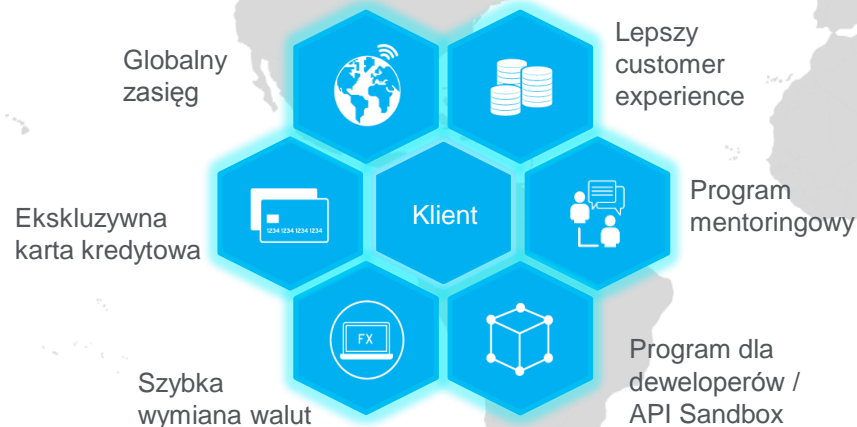 Globalny
zasięg
Lepszy
customer
experience
Ekskluzywna
karta kredytowa
1234 1234 1234 1234
Klient
Program
mentoringowy
FX
Szybka
wymiana walut
Program dla
deweloperów /
API Sandbox